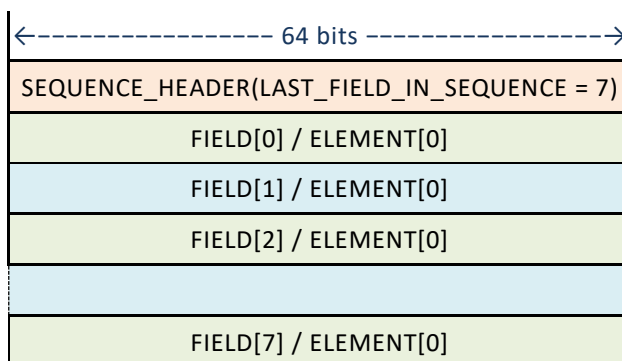 64 bits
SEQUENCE_HEADER(LAST_FIELD_IN_SEQUENCE = 7)
FIELD[0] / ELEMENT[0]
FIELD[1] / ELEMENT[0]
FIELD[2] / ELEMENT[0]
FIELD[7] / ELEMENT[0]